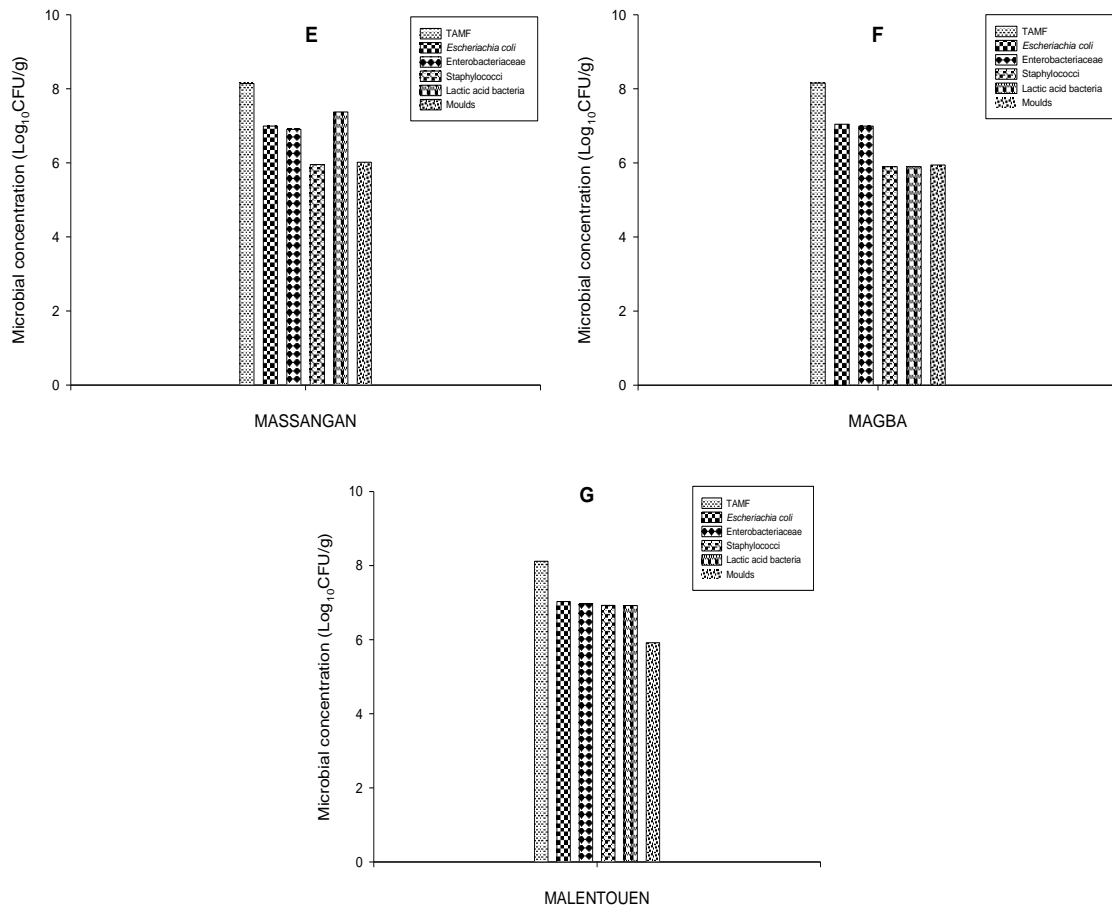 E
TAMF
Escheriachia coli
Enterobacteriaceae
Staphylococci
Lactic acid bacteria
Moulds
10
8
6
4
2
0
Microbial concentration (Log10CFU/g)
MASSANGAN
F
TAMF
Escheriachia coli
Enterobacteriaceae
Staphylococci
Lactic acid bacteria
Moulds
10
8
6
4
2
0
Microbial concentration (Log10CFU/g)
MAGBA
G
TAMF
Escheriachia coli
Enterobacteriaceae
Staphylococci
Lactic acid bacteria
Moulds
10
8
6
4
2
0
Microbial concentration (Log10CFU/g)
MALENTOUEN